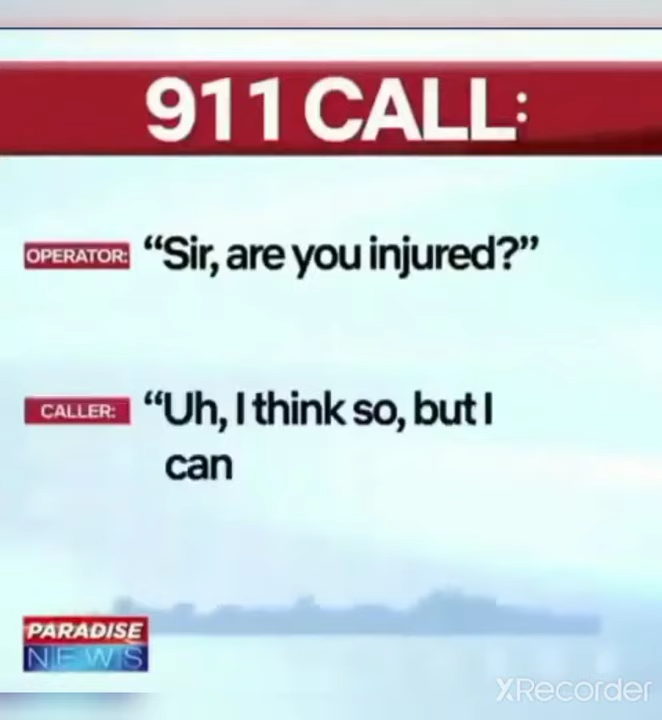 911 CALL:
OPERATOR: “Sir, are you injured?”
CALLER: “Uh, I think so, but I
can
PARADISE
NEWS
XRecorder